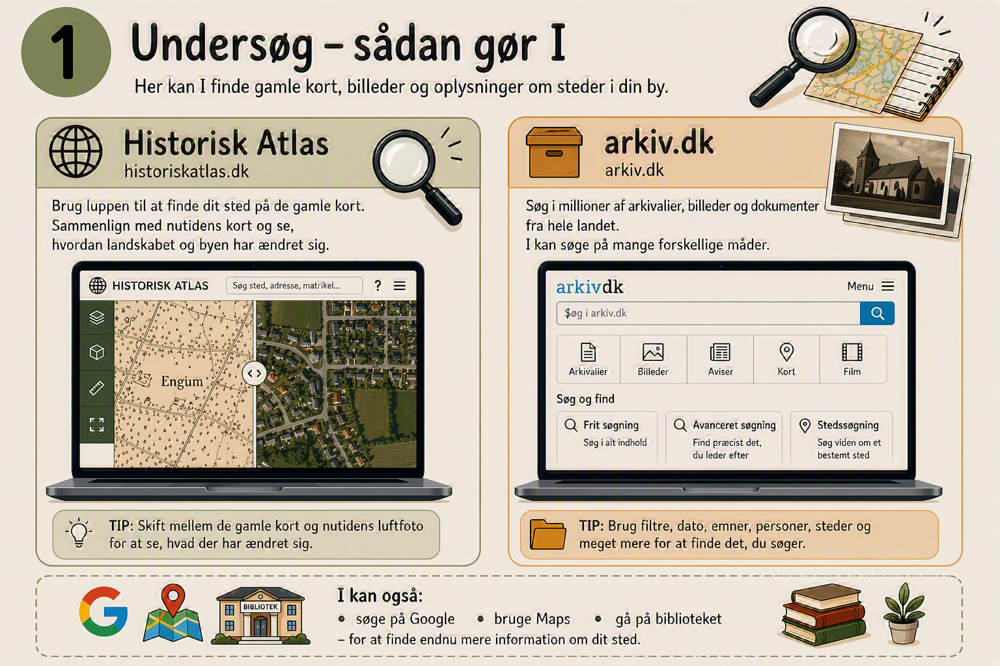 1
Undersøg – sådan gør I
Her kan I finde gamle kort, billeder og oplysninger om steder i din by.
Historisk Atlas
historiskatlas.dk
Brug luppen til at finde dit sted på de gamle kort.
Sammenlign med nutidens kort og se,
hvordan landskabet og byen har ændret sig.
HISTORISK ATLAS
Søg sted, adresse, matrikel...
?
Engum
TIP: Skift mellem de gamle kort og nutidens luftfoto
for at se, hvad der har ændret sig.
arkiv.dk
arkiv.dk
Søg i millioner af arkivalier, billeder og dokumenter
fra hele landet.
I kan søge på mange forskellige måder.
arkivdk
Menu
$øg i arkiv.dk
Arkivalier
Billeder
Aviser
Kort
Film
Søg og find
Frit søgning
Søg i alt indhold
Avanceret søgning
Find præcist det,
du leder efter
Stedssøgning
Søg viden om et
bestemt sted
TIP: Brug filtre, dato, emner, personer, steder og
meget mere for at finde det, du søger.
G
BIBLIOTEK
I kan også:
• søge på Google • bruge Maps • gå på biblioteket
– for at finde endnu mere information om dit sted.